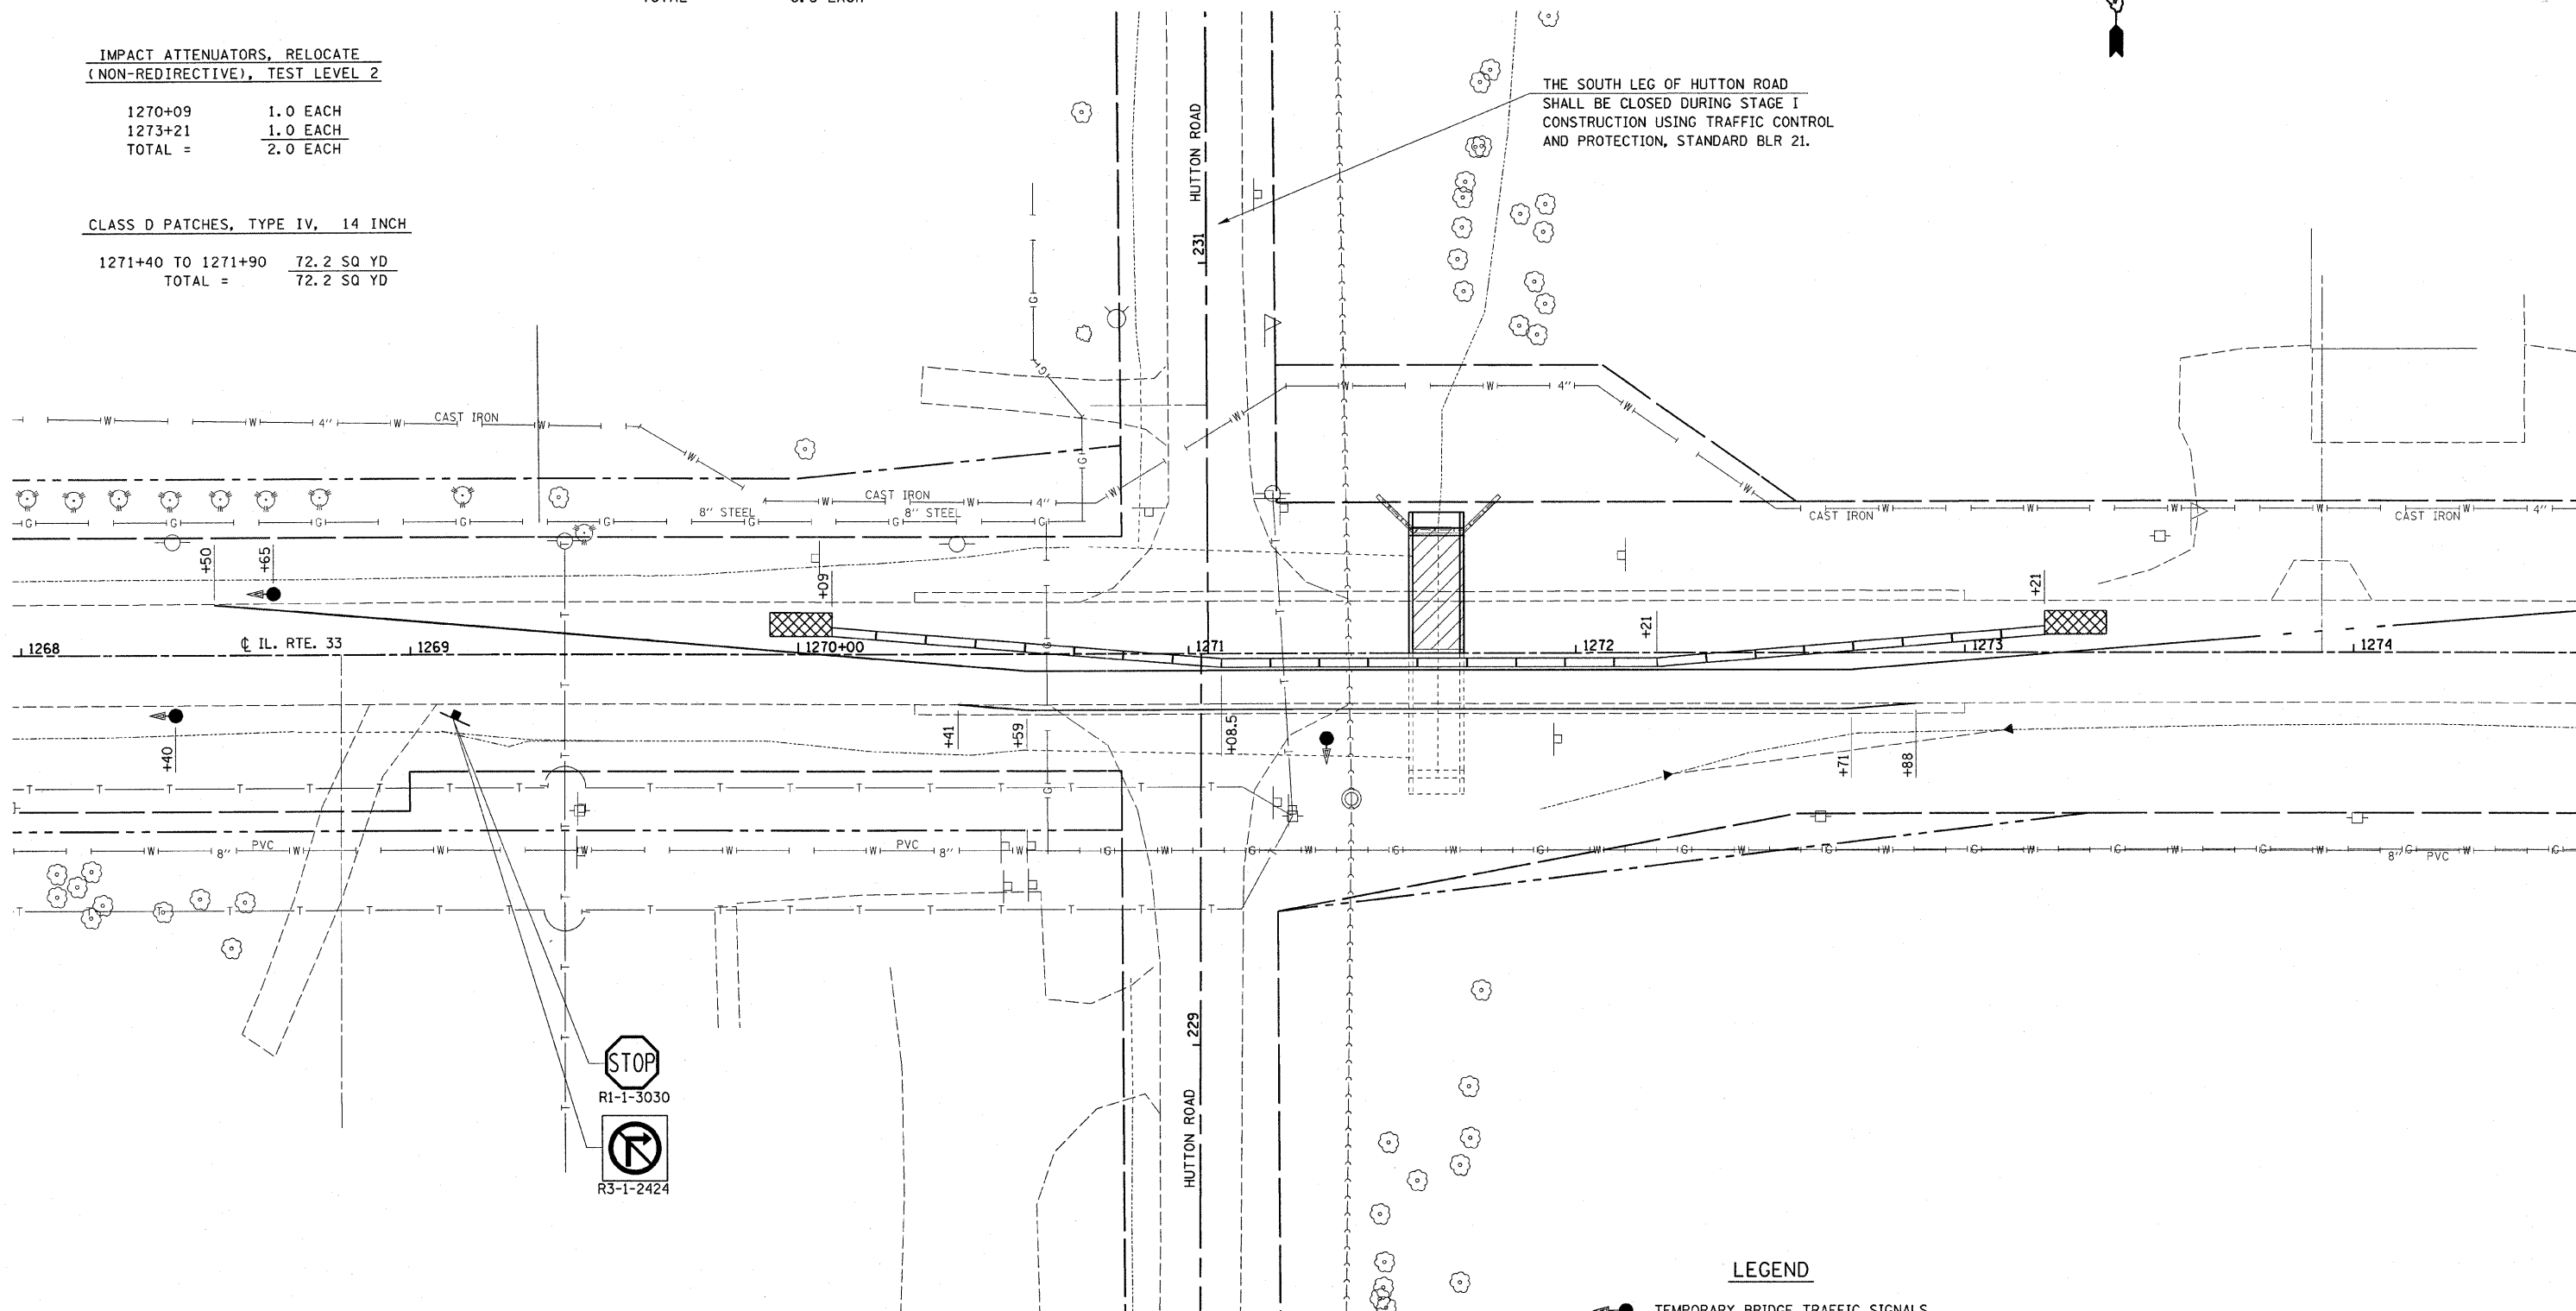 IMPACT ATTENUATORS, RELOCATE
(NON-REDIRECTIVE), TEST LEVEL 2
1270+09 1.0 EACH
1273+21 1.0 EACH
TOTAL = 2.0 EACH
CLASS D PATCHES, TYPE IV, 14 INCH
1271+40 TO 1271+90 72.2 SQ YD
TOTAL = 72.2 SQ YD
THE SOUTH LEG OF HUTTON ROAD
SHALL BE CLOSED DURING STAGE I
CONSTRUCTION USING TRAFFIC CONTROL
AND PROTECTION, STANDARD BLR 21.
HUTTON ROAD
231
W W 4" W CAST IRON W W
W W 4" W
W CAST IRON W 4" W
8" STEEL 8" STEEL
G G G G G G G G
CAST IRON W W W CAST IRON W 4"
+50
+65
+09
+21
+21
1268
℄ IL. RTE. 33
1269
1270+00
1271
1272
1273
1274
+40
+41
+59
+08.5
+71
+88
T T T T T T T T
W 8" PVC W W W W PVC 8" W G W G W G W G W G W G W G W G W 8" G PVC W G
T T T T T T T T
229
HUTTON ROAD
STOP
R1-1-3030
R3-1-2424
LEGEND
TEMPORARY BRIDGE TRAFFIC SIGNALS